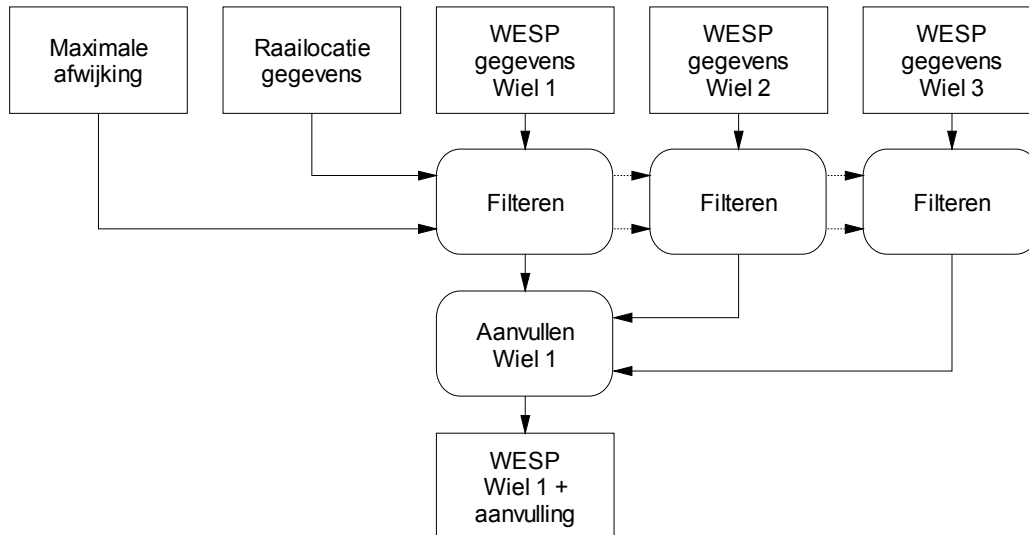 Maximale
afwijking
Raailocatie
gegevens
WESP
gegevens
Wiel 1
WESP
gegevens
Wiel 2
WESP
gegevens
Wiel 3
Filteren
Filteren
Filteren
Aanvullen
Wiel 1
WESP
Wiel 1 +
aanvulling